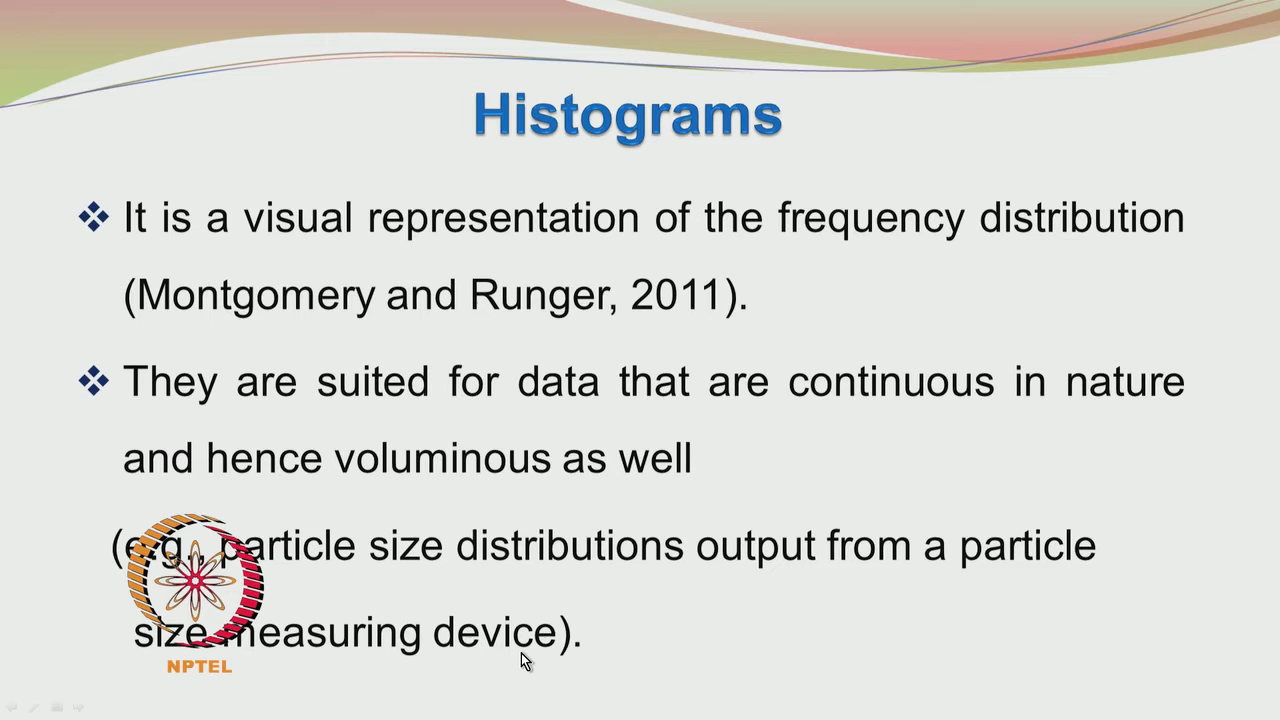 Histograms
❖ It is a visual representation of the frequency distribution
(Montgomery and Runger, 2011).
❖ They are suited for data that are continuous in nature
and hence voluminous as well
(e.g., particle size distributions output from a particle
size measuring device).
NPTEL